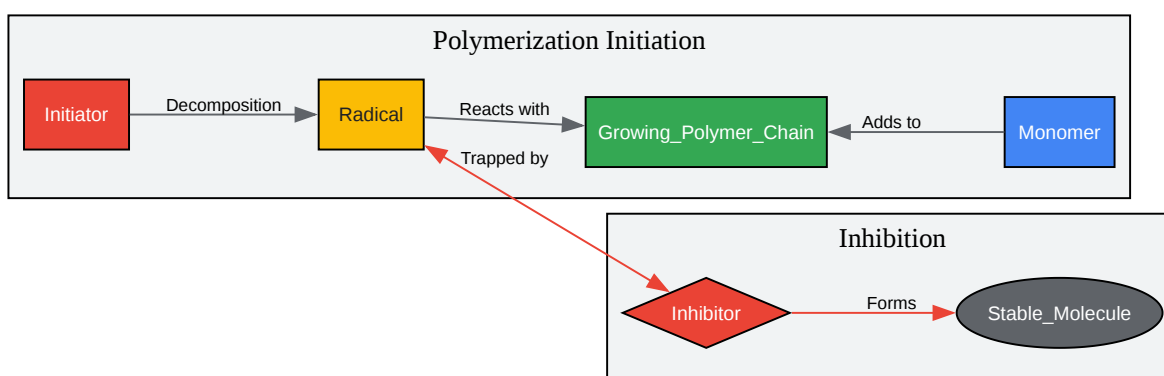 Polymerization Initiation
Initiator
Decomposition
Radical
Reacts with
Growing_Polymer_Chain
Adds to
Monomer
Trapped by
Inhibition
Inhibitor
Forms
Stable_Molecule